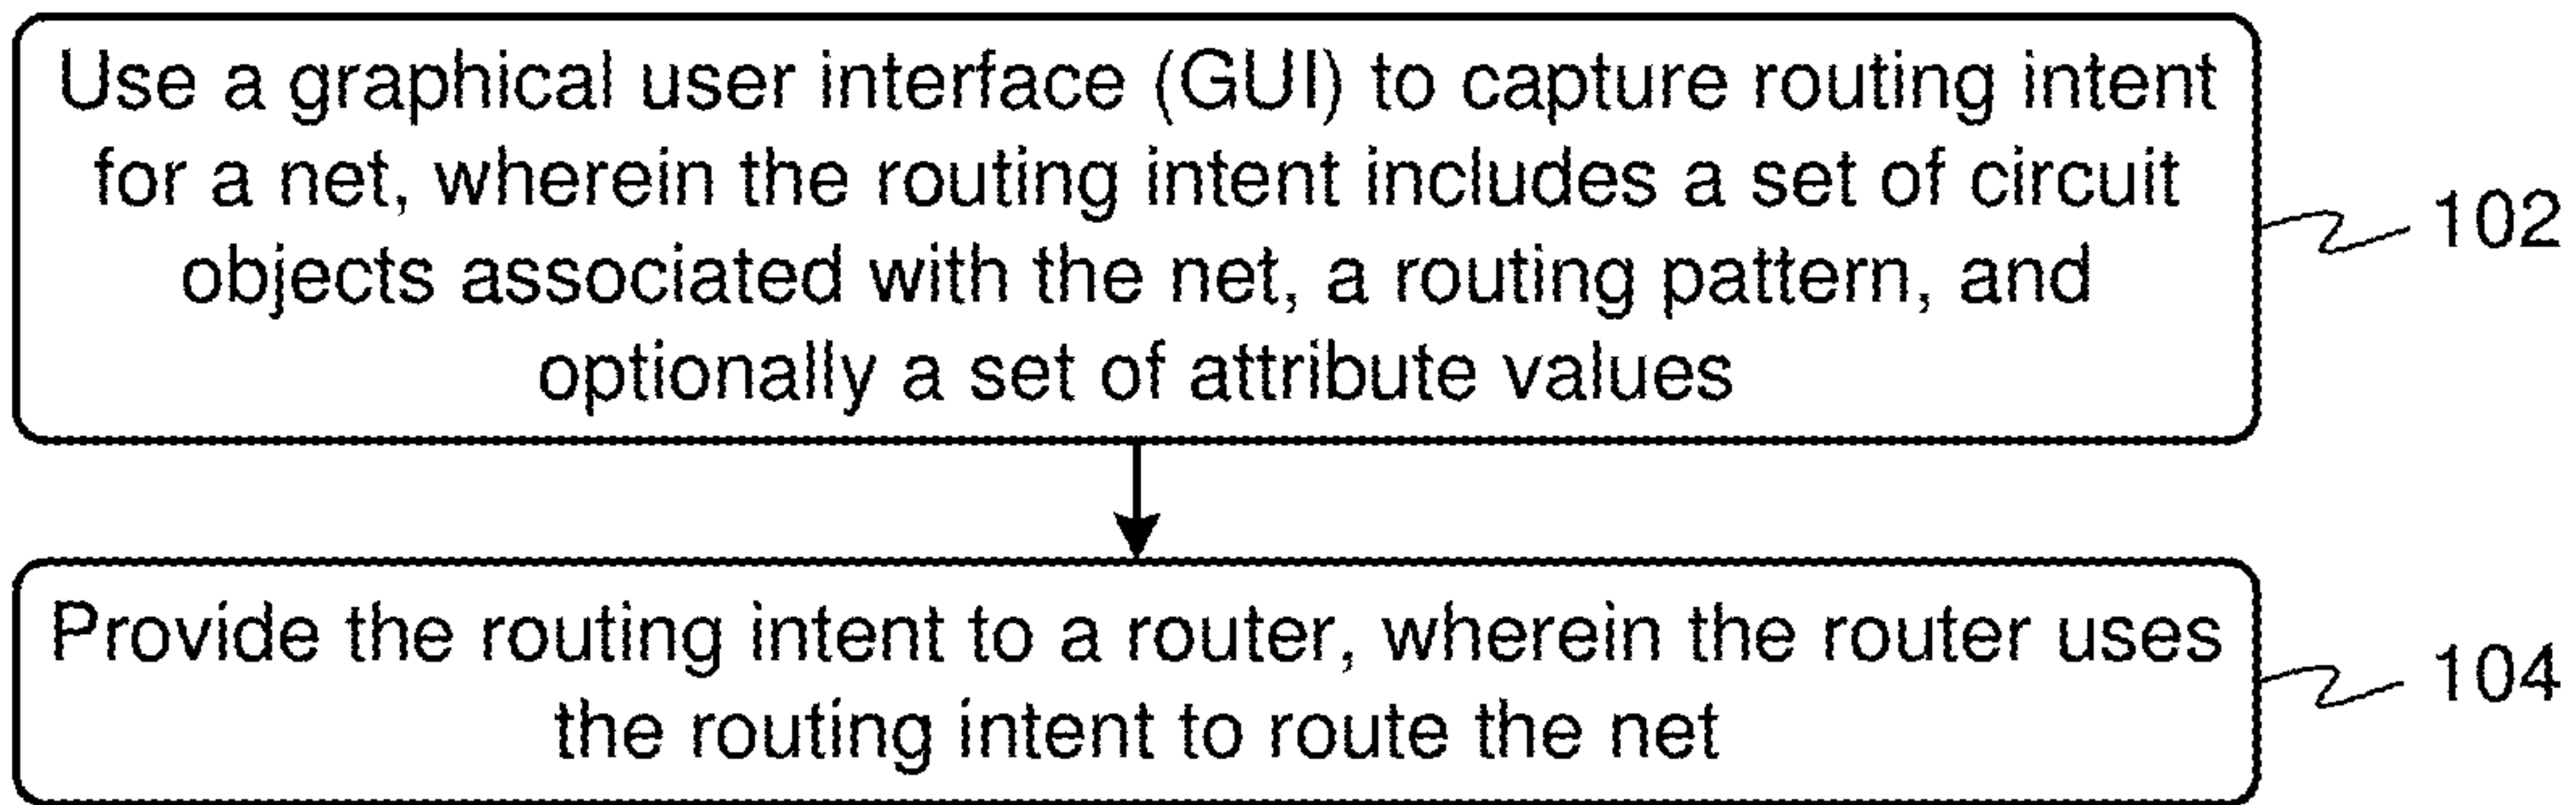 Use a graphical user interface (GUI) to capture routing intent
for a net, wherein the routing intent includes a set of circuit
objects associated with the net, a routing pattern, and
optionally a set of attribute values
102
Provide the routing intent to a router, wherein the router uses
the routing intent to route the net
104